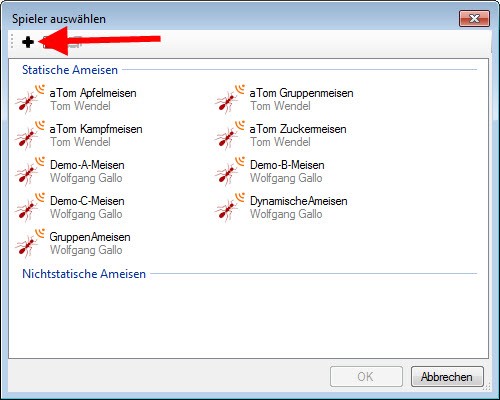 Spieler auswählen
Statische Ameisen
aTom Apfelmeisen
Tom Wendel
aTom Gruppenmeisen
Tom Wendel
aTom Kampfmeisen
Tom Wendel
aTom Zuckermeisen
Tom Wendel
Demo-A-Meisen
Wolfgang Gallo
Demo-B-Meisen
Wolfgang Gallo
Demo-C-Meisen
Wolfgang Gallo
DynamischeAmeisen
Wolfgang Gallo
GruppenAmeisen
Wolfgang Gallo
Nichtstatische Ameisen
OK
Abbrechen